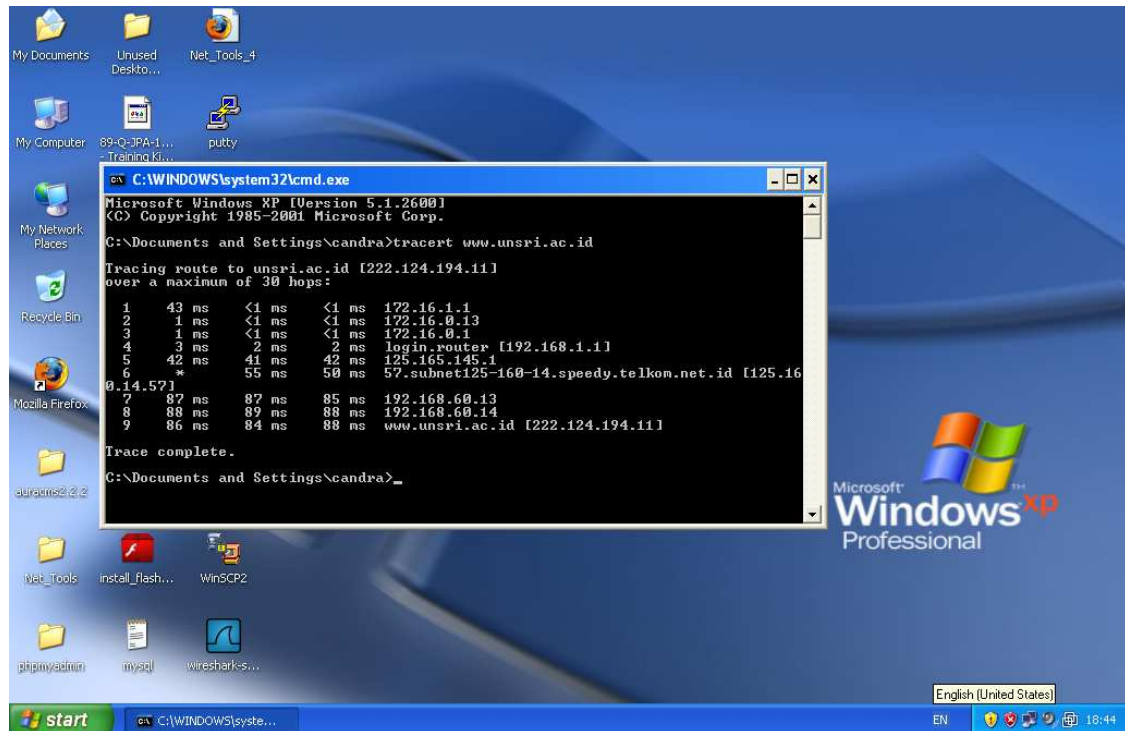 My Documents
Unused
Deskto...
Net_Tools_4
My Computer
89-Q-JPA-1...
- Training Ki...
putty
My Network
Places
Recycle Bin
Mozilla Firefox
auracms2.2.2
Net_Tools
install_flash...
WinSCP2
phpmyadmin
mysql
wireshark-s...
C:\WINDOWS\system32\cmd.exe
Microsoft Windows XP [Version 5.1.2600]
(C) Copyright 1985-2001 Microsoft Corp.
C:\Documents and Settings\candra>tracert www.unsri.ac.id
Tracing route to unsri.ac.id [222.124.194.11]
over a maximum of 30 hops:
1 43 ms <1 ms <1 ms 172.16.1.1
2 1 ms <1 ms <1 ms 172.16.0.13
3 1 ms <1 ms <1 ms 172.16.0.1
4 3 ms 2 ms 2 ms login.router [192.168.1.1]
5 42 ms 41 ms 42 ms 125.165.145.1
6 * 55 ms 50 ms 57.subnet125-160-14.speedy.telkom.net.id [125.16
0.14.57]
7 87 ms 87 ms 85 ms 192.168.60.13
8 88 ms 89 ms 88 ms 192.168.60.14
9 86 ms 84 ms 88 ms www.unsri.ac.id [222.124.194.11]
Trace complete.
C:\Documents and Settings\candra>_
Microsoft
Windows xp
Professional
English (United States)
start
C:\WINDOWS\syste...
EN
18:44